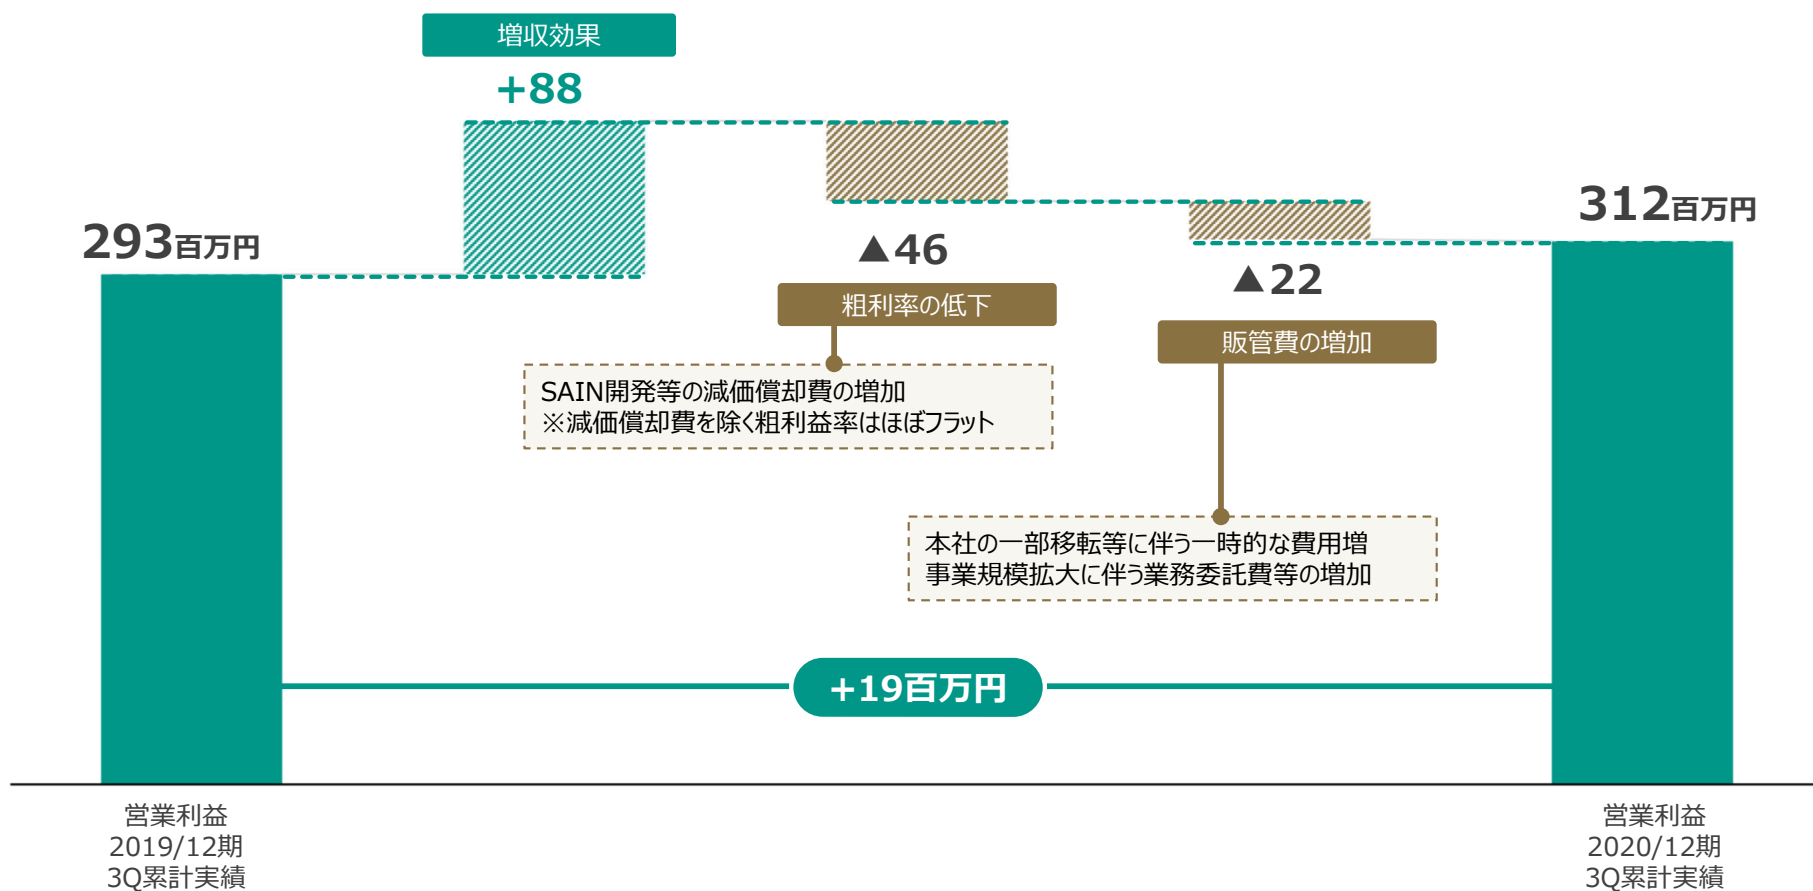 増収効果
+88
293百万円
▲46
粗利率の低下
SAIN開発等の減価償却費の増加
※減価償却費を除く粗利益率はほぼフラット
▲22
販管費の増加
本社の一部移転等に伴う一時的な費用増
事業規模拡大に伴う業務委託費等の増加
312百万円
+19百万円
営業利益
2019/12期
3Q累計実績
営業利益
2020/12期
3Q累計実績